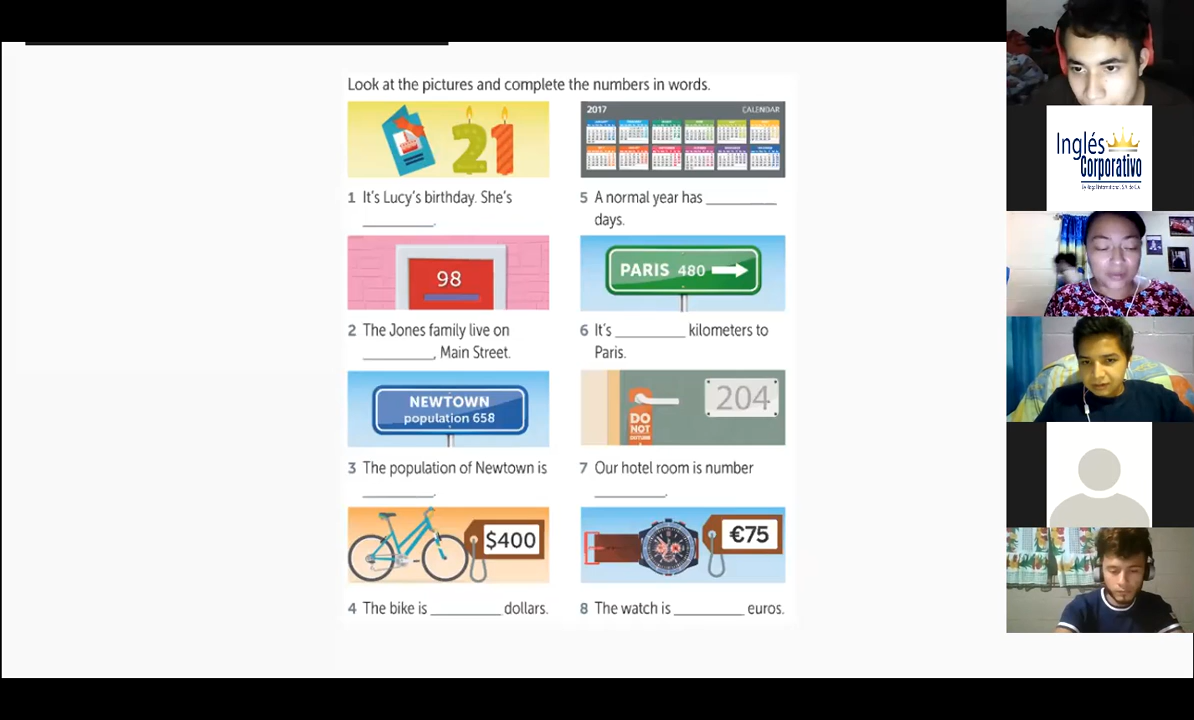 Look at the pictures and complete the numbers in words.
21
1 It's Lucy's birthday. She's
__________.
98
2 The Jones family live on
__________, Main Street.
NEWTOWN
population 658
3 The population of Newtown is
__________.
$400
4 The bike is __________ dollars.
2017 CALENDAR
5 A normal year has __________
days.
PARIS 480
6 It's __________ kilometers to
Paris.
204
DO
NOT
7 Our hotel room is number
__________.
€75
8 The watch is __________ euros.
Inglés
Corporativo